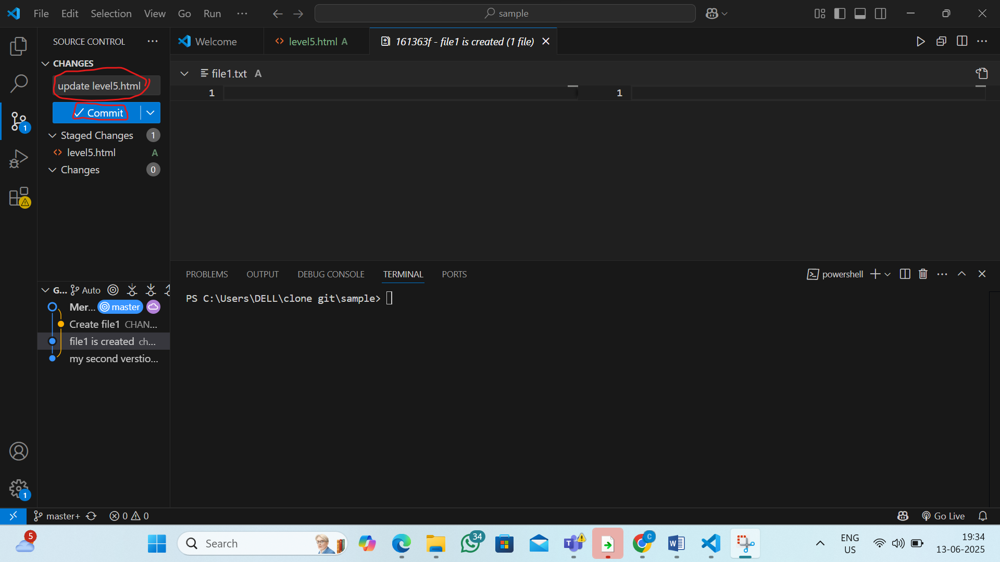 File Edit Selection View Go Run ··· sample
SOURCE CONTROL ···
Welcome
level5.html A
161363f - file1 is created (1 file)
CHANGES
file1.txt A
update level5.html
1 1
Commit
1
Staged Changes 1
level5.html A
Changes 0
PROBLEMS OUTPUT DEBUG CONSOLE TERMINAL PORTS
powershell
G... Auto
PS C:\Users\DELL\clone git\sample>
Mer... master
Create file1 CHAN...
file1 is created ch...
my second verstio...
1
master+ 0 0
Go Live
5
Search
34
T
C
W
ENG
US
19:34
13-06-2025